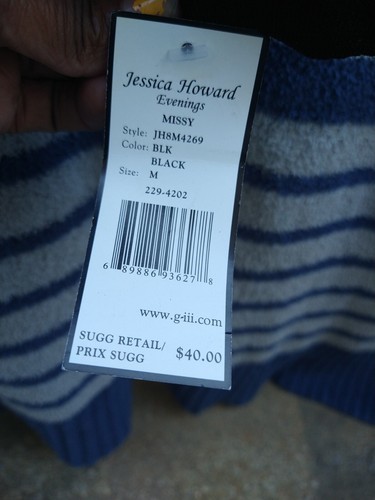 Jessica Howard
Evenings
MISSY
Style: JH8M4269
Color: BLK
BLACK
Size: M
229-4202
6 89886 93627 8
www.g-iii.com
SUGG RETAIL/
PRIX SUGG $40.00